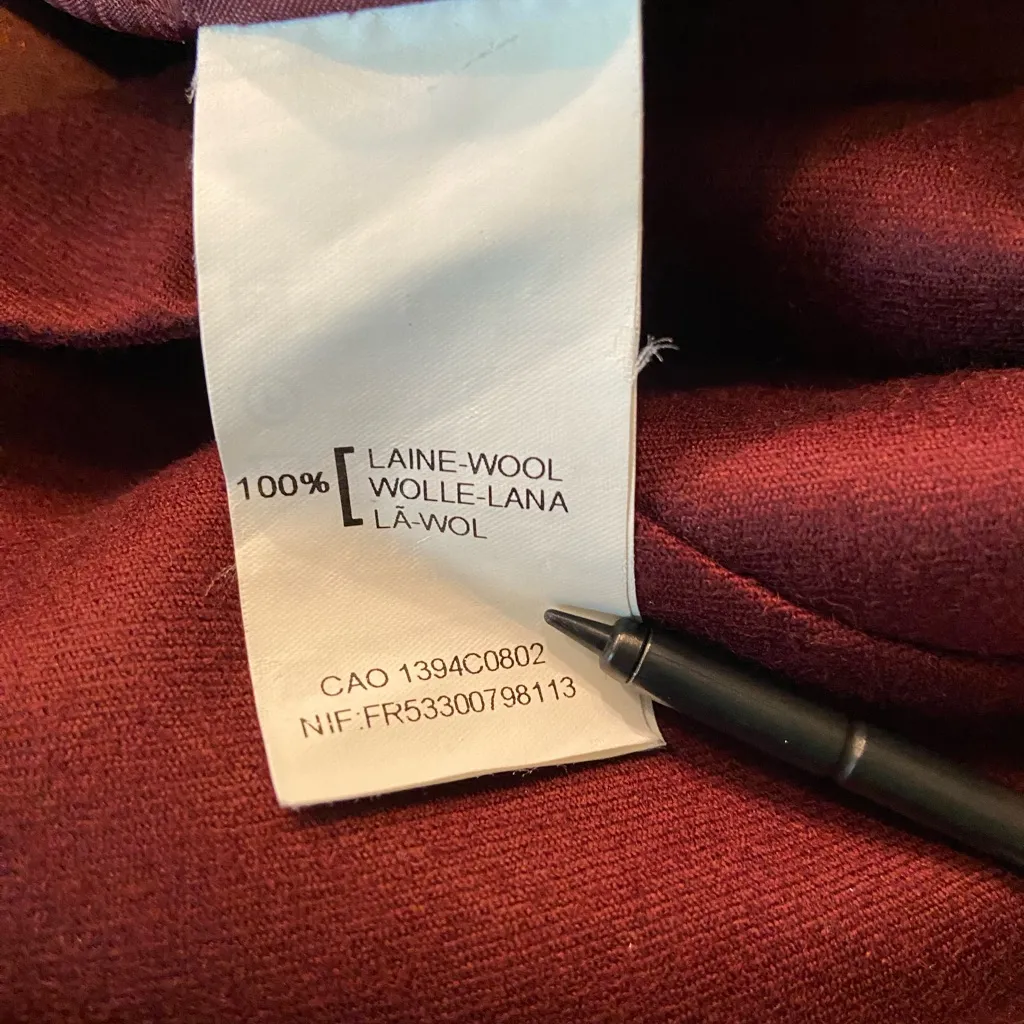 100% [ LAINE-WOOL
WOLLE-LANA
LÃ-WOL
CAO 1394C0802
NIF:FR53300798113